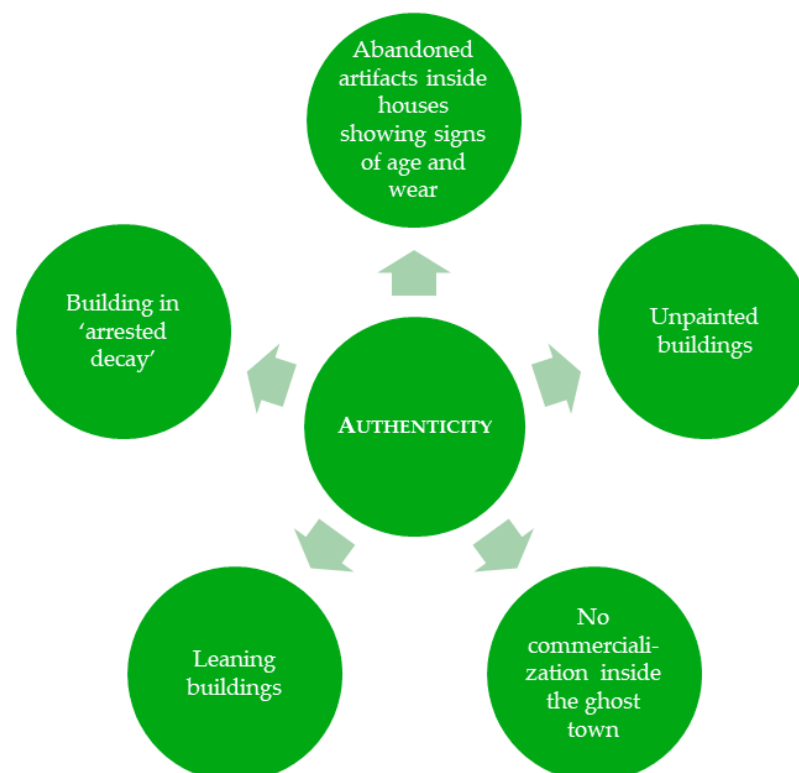 Abandoned
artifacts inside
houses
showing signs
of age and
wear
Building in
‘arrested
decay’
Unpainted
buildings
AUTHENTICITY
Leaning
buildings
No
commerciali-
zation inside
the ghost
town